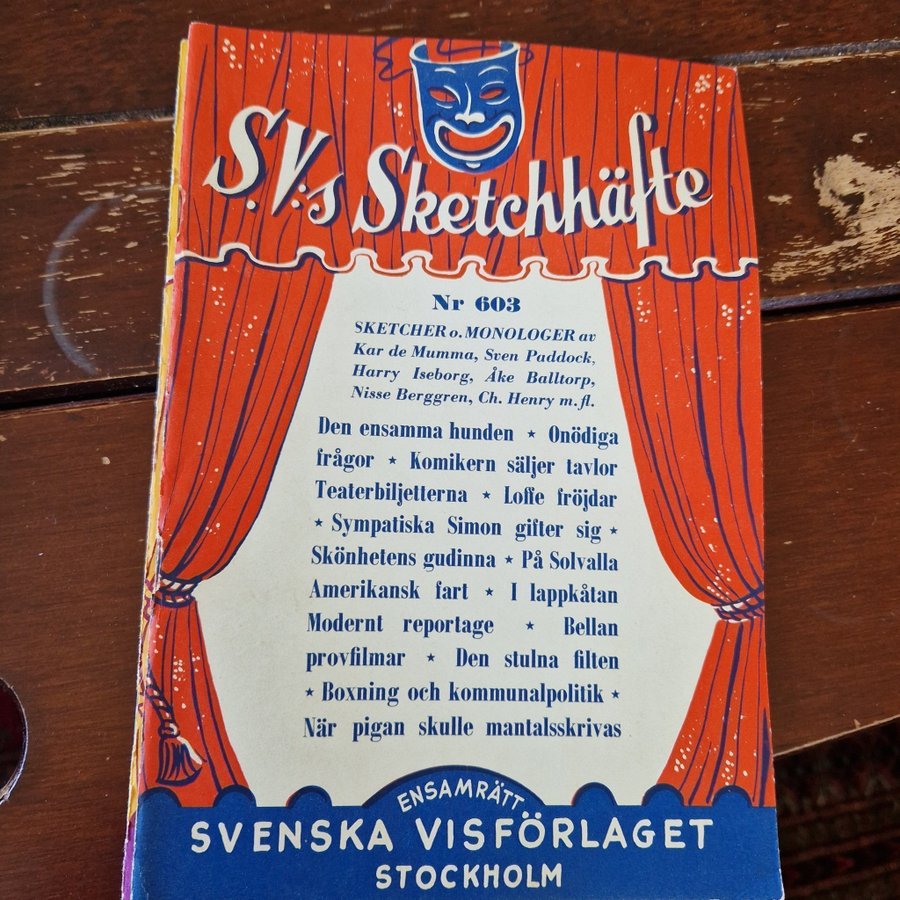 S.V:s Sketchhäfte
Nr 603
SKETCHER o. MONOLOGER av
Kar de Mumma, Sven Paddock,
Harry Iseborg, Åke Balltorp,
Nisse Berggren, Ch. Henry m. fl.
Den ensamma hunden ★ Onödiga
frågor ★ Komikern säljer tavlor
Teaterbiljetterna ★ Loffe fröjdar
★ Sympatiska Simon gifter sig ★
Skönhetens gudinna ★ På Solvalla
Amerikansk fart ★ I lappkåtan
Modernt reportage ★ Bellan
provfilmar ★ Den stulna filten
★ Boxning och kommunalpolitik ★
När pigan skulle mantalsskrivas
ENSAMRÄTT
SVENSKA VISFÖRLAGET
STOCKHOLM